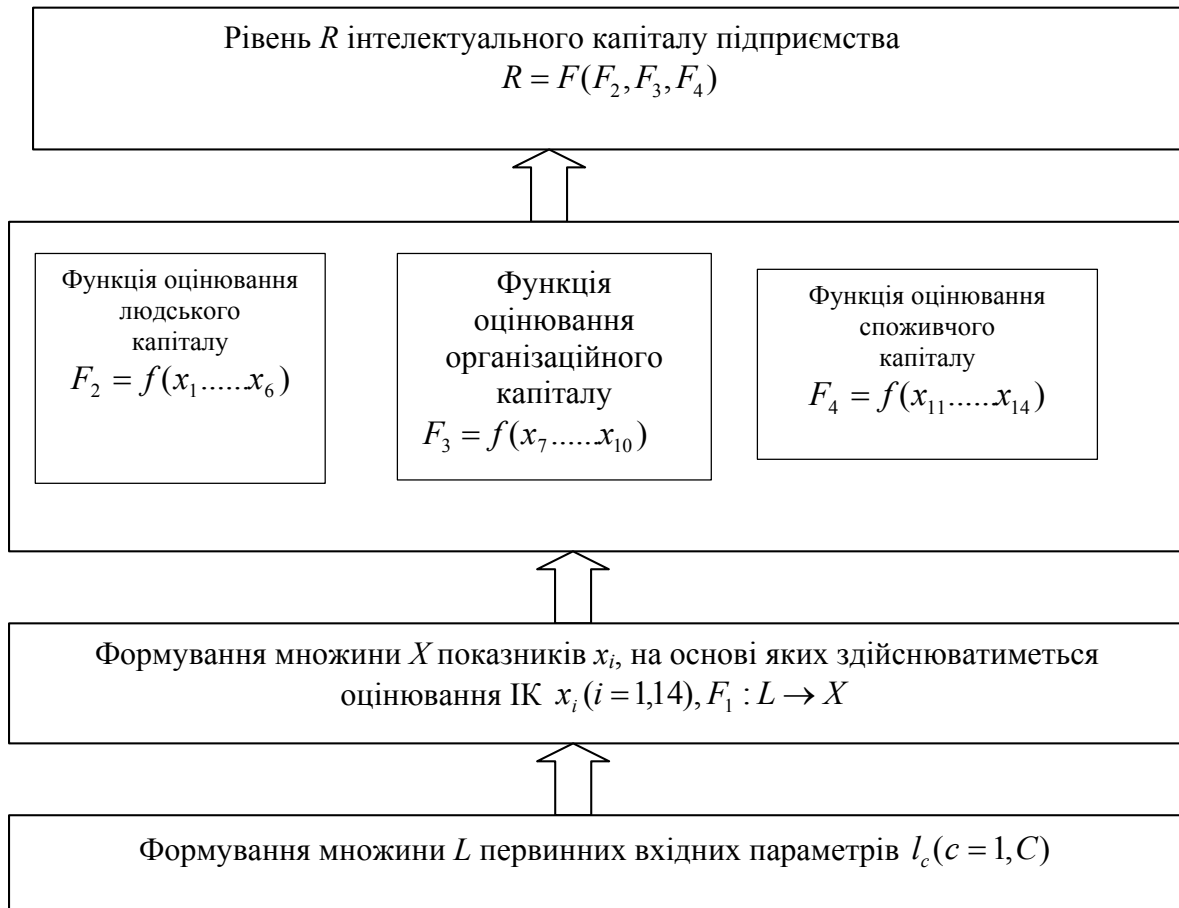 Рівень R інтелектуального капіталу підприємства
R = F(F₂, F₃, F₄)
Функція оцінювання
людського
капіталу
F₂ = f(x₁......x₆)
Функція
оцінювання
організаційного
капіталу
F₃ = f(x₇......x₁₀)
Функція оцінювання
споживчого
капіталу
F₄ = f(x₁₁......x₁₄)
Формування множини X показників xᵢ, на основі яких здійснюватиметься
оцінювання ІК xᵢ (i = 1,14), F₁ : L → X
Формування множини L первинних вхідних параметрів l_c (c = 1, C)